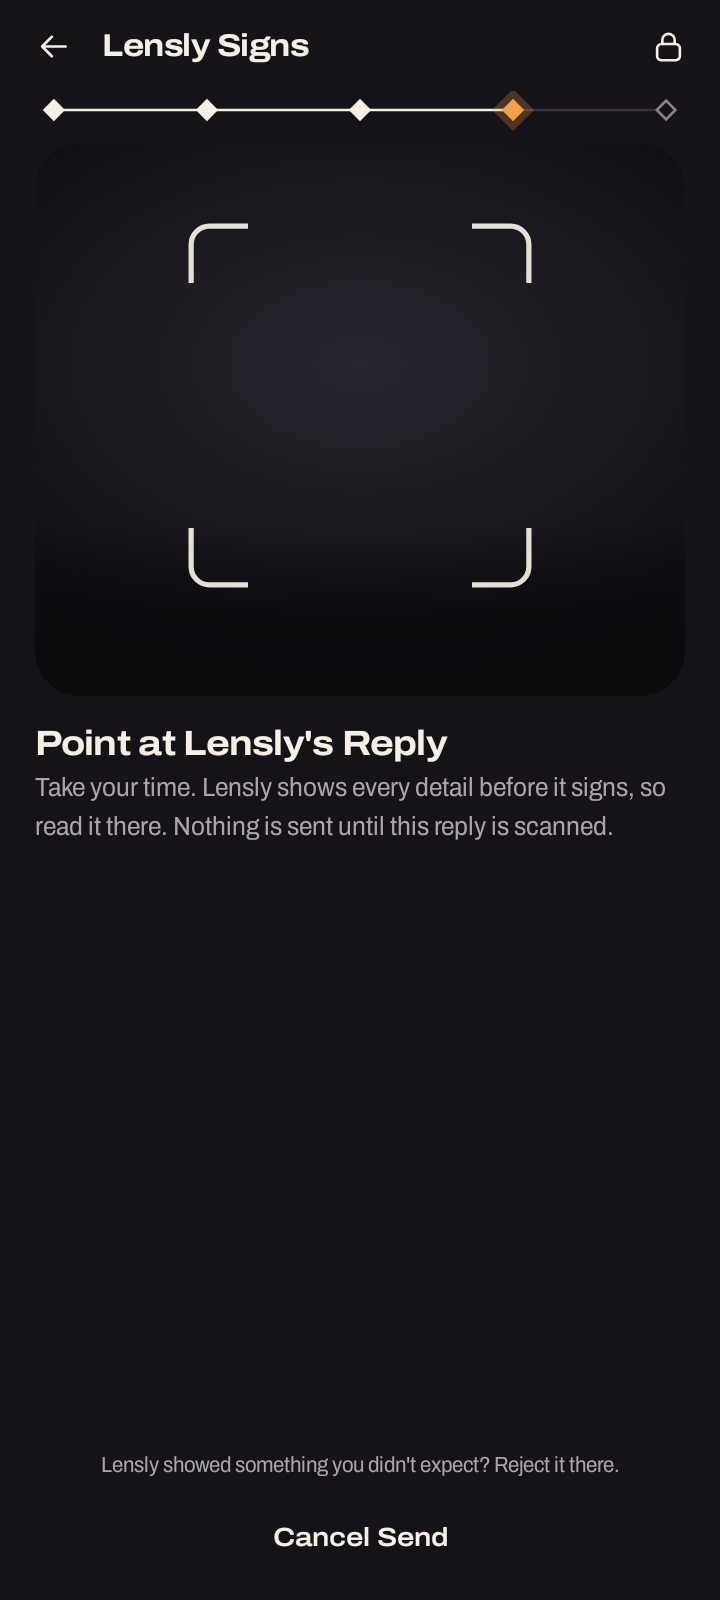 Lensly Signs
Point at Lensly's Reply
Take your time. Lensly shows every detail before it signs, so
read it there. Nothing is sent until this reply is scanned.
Lensly showed something you didn't expect? Reject it there.
Cancel Send